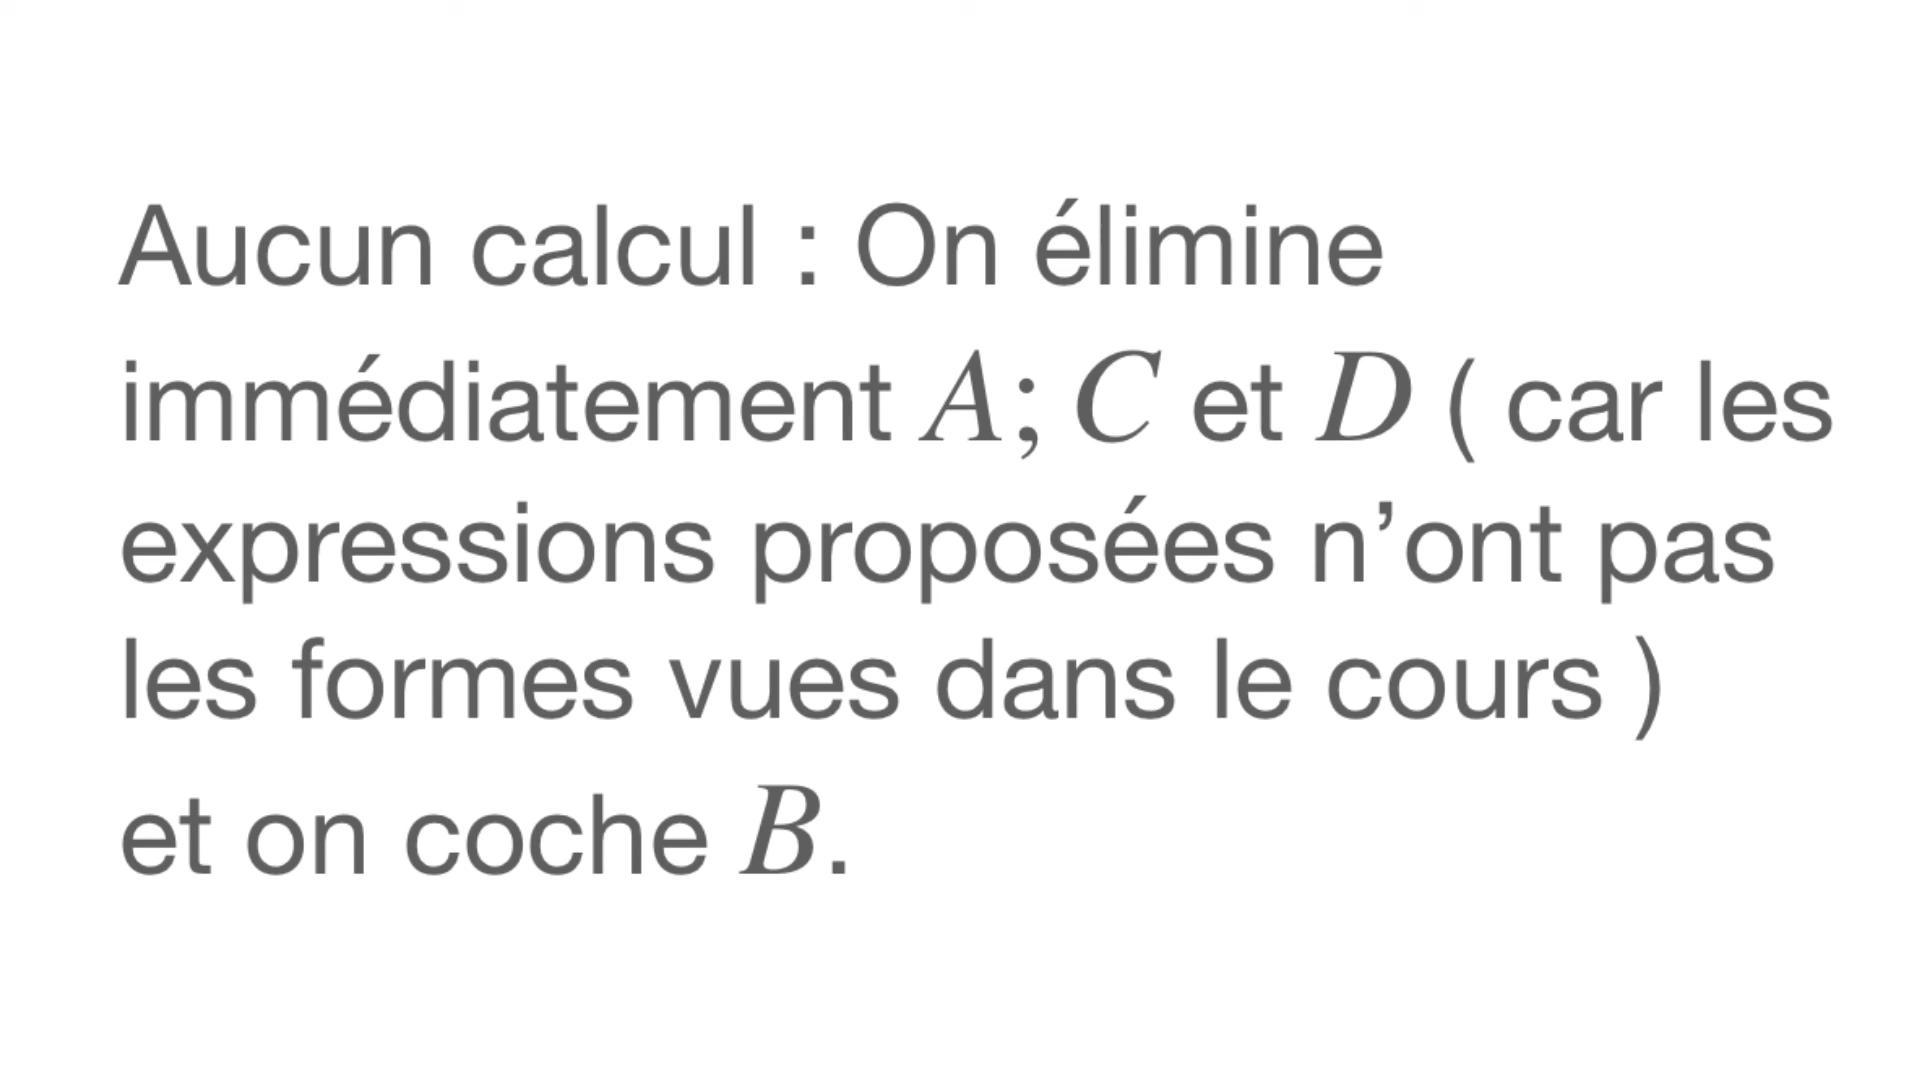 Aucun calcul : On élimine
immédiatement A; C et D ( car les
expressions proposées n’ont pas
les formes vues dans le cours )
et on coche B.